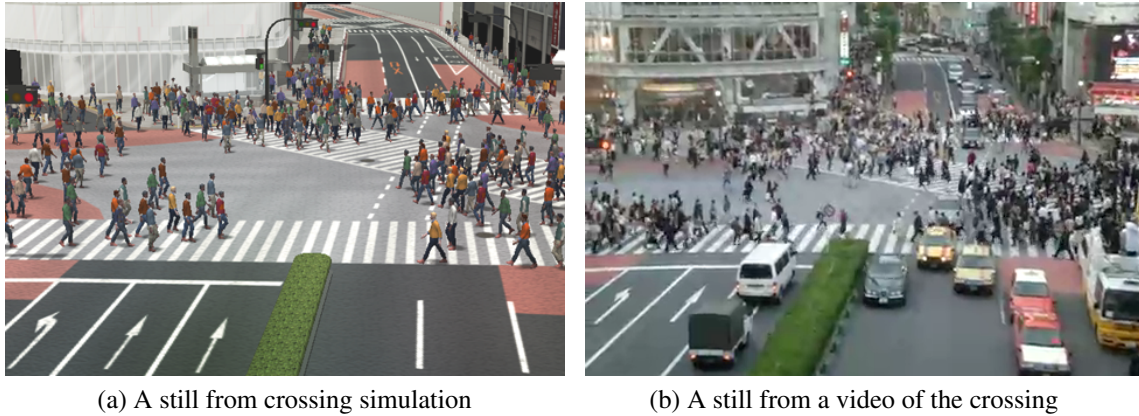 (a) A still from crossing simulation
(b) A still from a video of the crossing